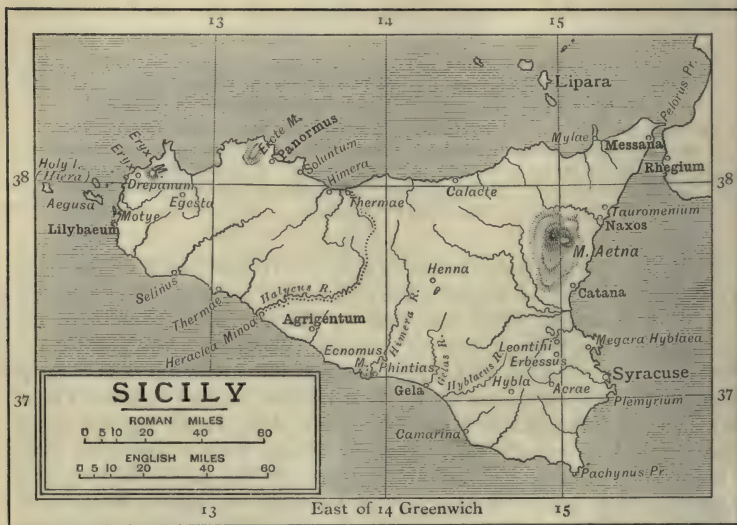 13 14 15
Lipara
Pelorus Pr.
Mylae
Messana
Rhegium
Ercte M.
Panormus
Soluntum
Himera
Eryx M.
Eryx
Holy I.
(Hiera)
Drepanum
38
38
Aegusa
Motye
Egesta
Thermae
Calacte
Lilybaeum
Tauromenium
Naxos
M. Aetna
Henna
Selinus
Thermae
Halycus R.
Himera R.
Catana
Heraclea Minoa
Agrigentum
Gelas R.
Leontini
Megara Hyblaea
Ecnomus
M.
Phintias
Hyblaeus R.
Erbessus
Syracuse
Hybla
Acrae
Gela
37
37
Plemyrium
Camarina
Pachynus Pr.
SICILY
ROMAN MILES
0 5 10 20 40 60
ENGLISH MILES
0 5 10 20 40 60
13 East of 14 Greenwich 15